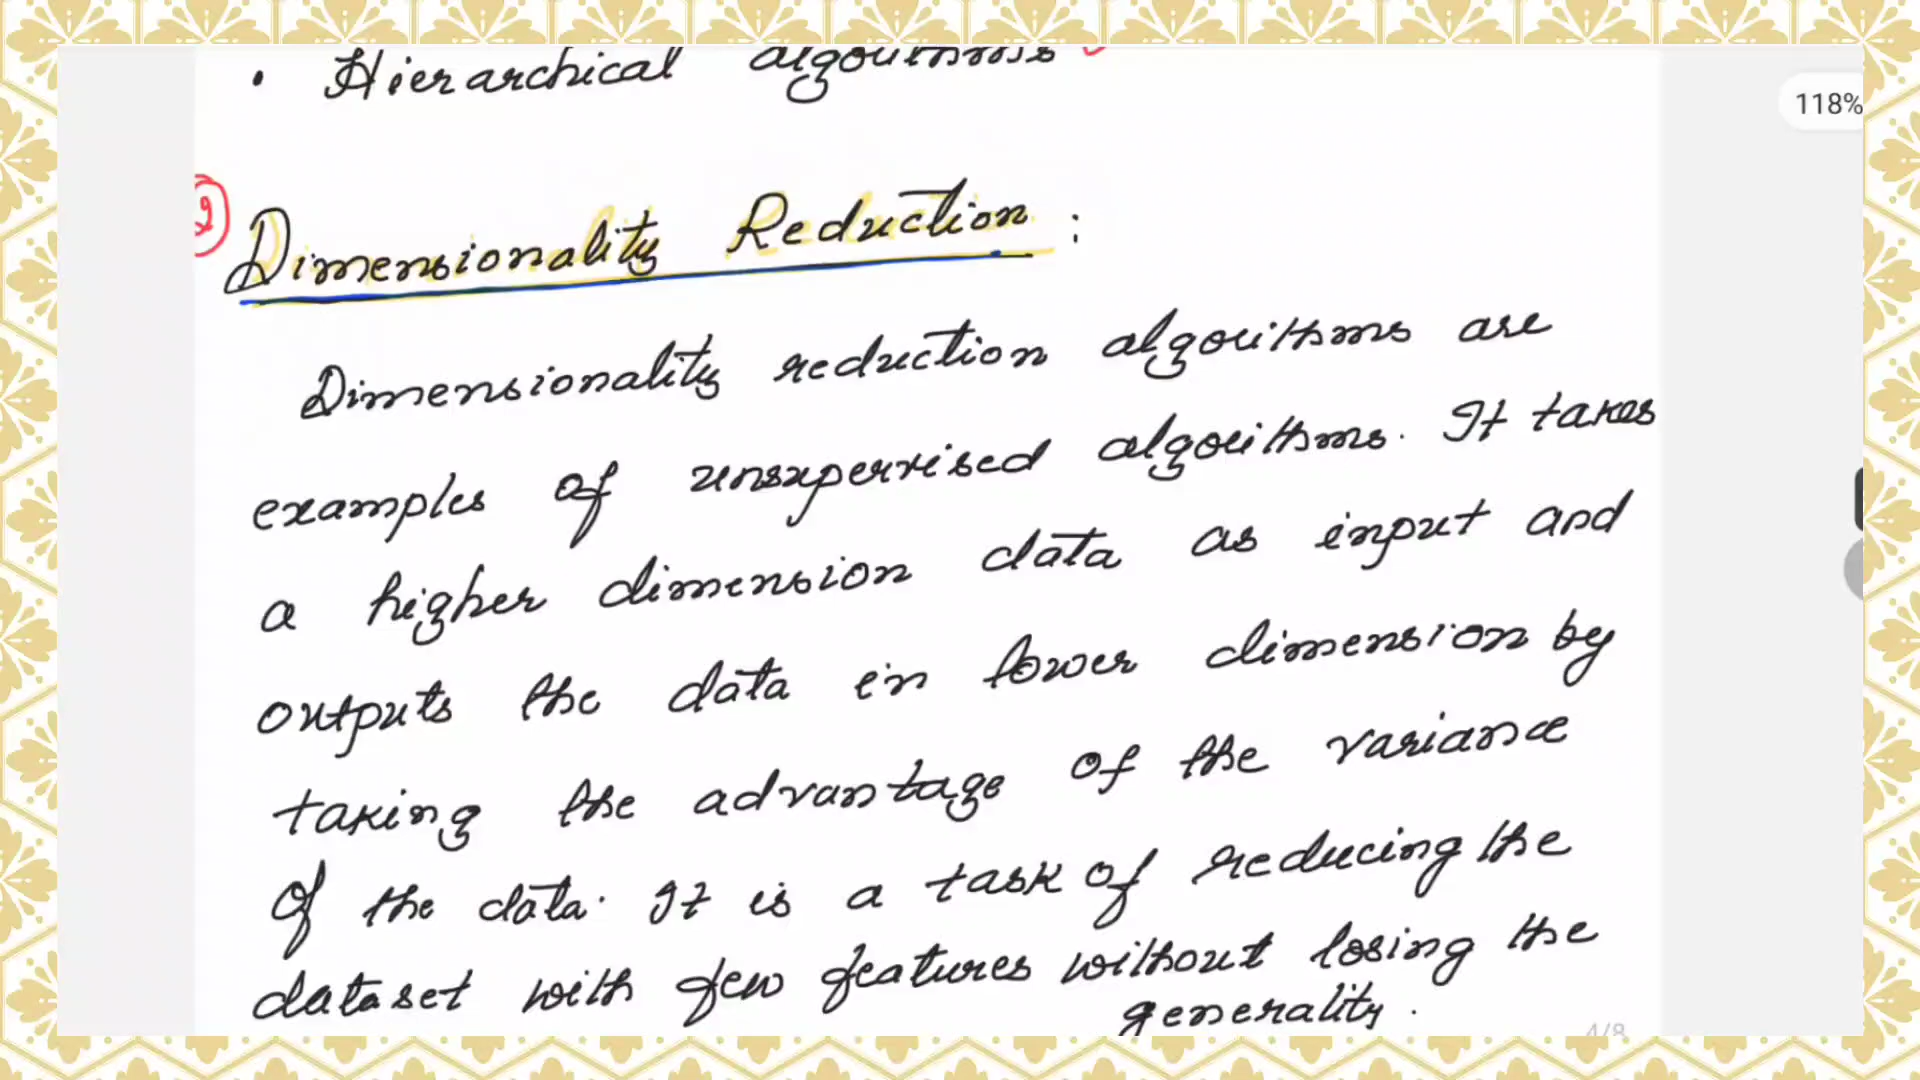 • Hierarchical algorithms
118%
2 Dimensionality Reduction :
Dimensionality reduction algorithms are
examples of unsupervised algorithms. It takes
a higher dimension data as input and
outputs the data in lower dimension by
taking the advantage of the variance
of the data. It is a task of reducing the
dataset with few features without losing the
generality.
4/8